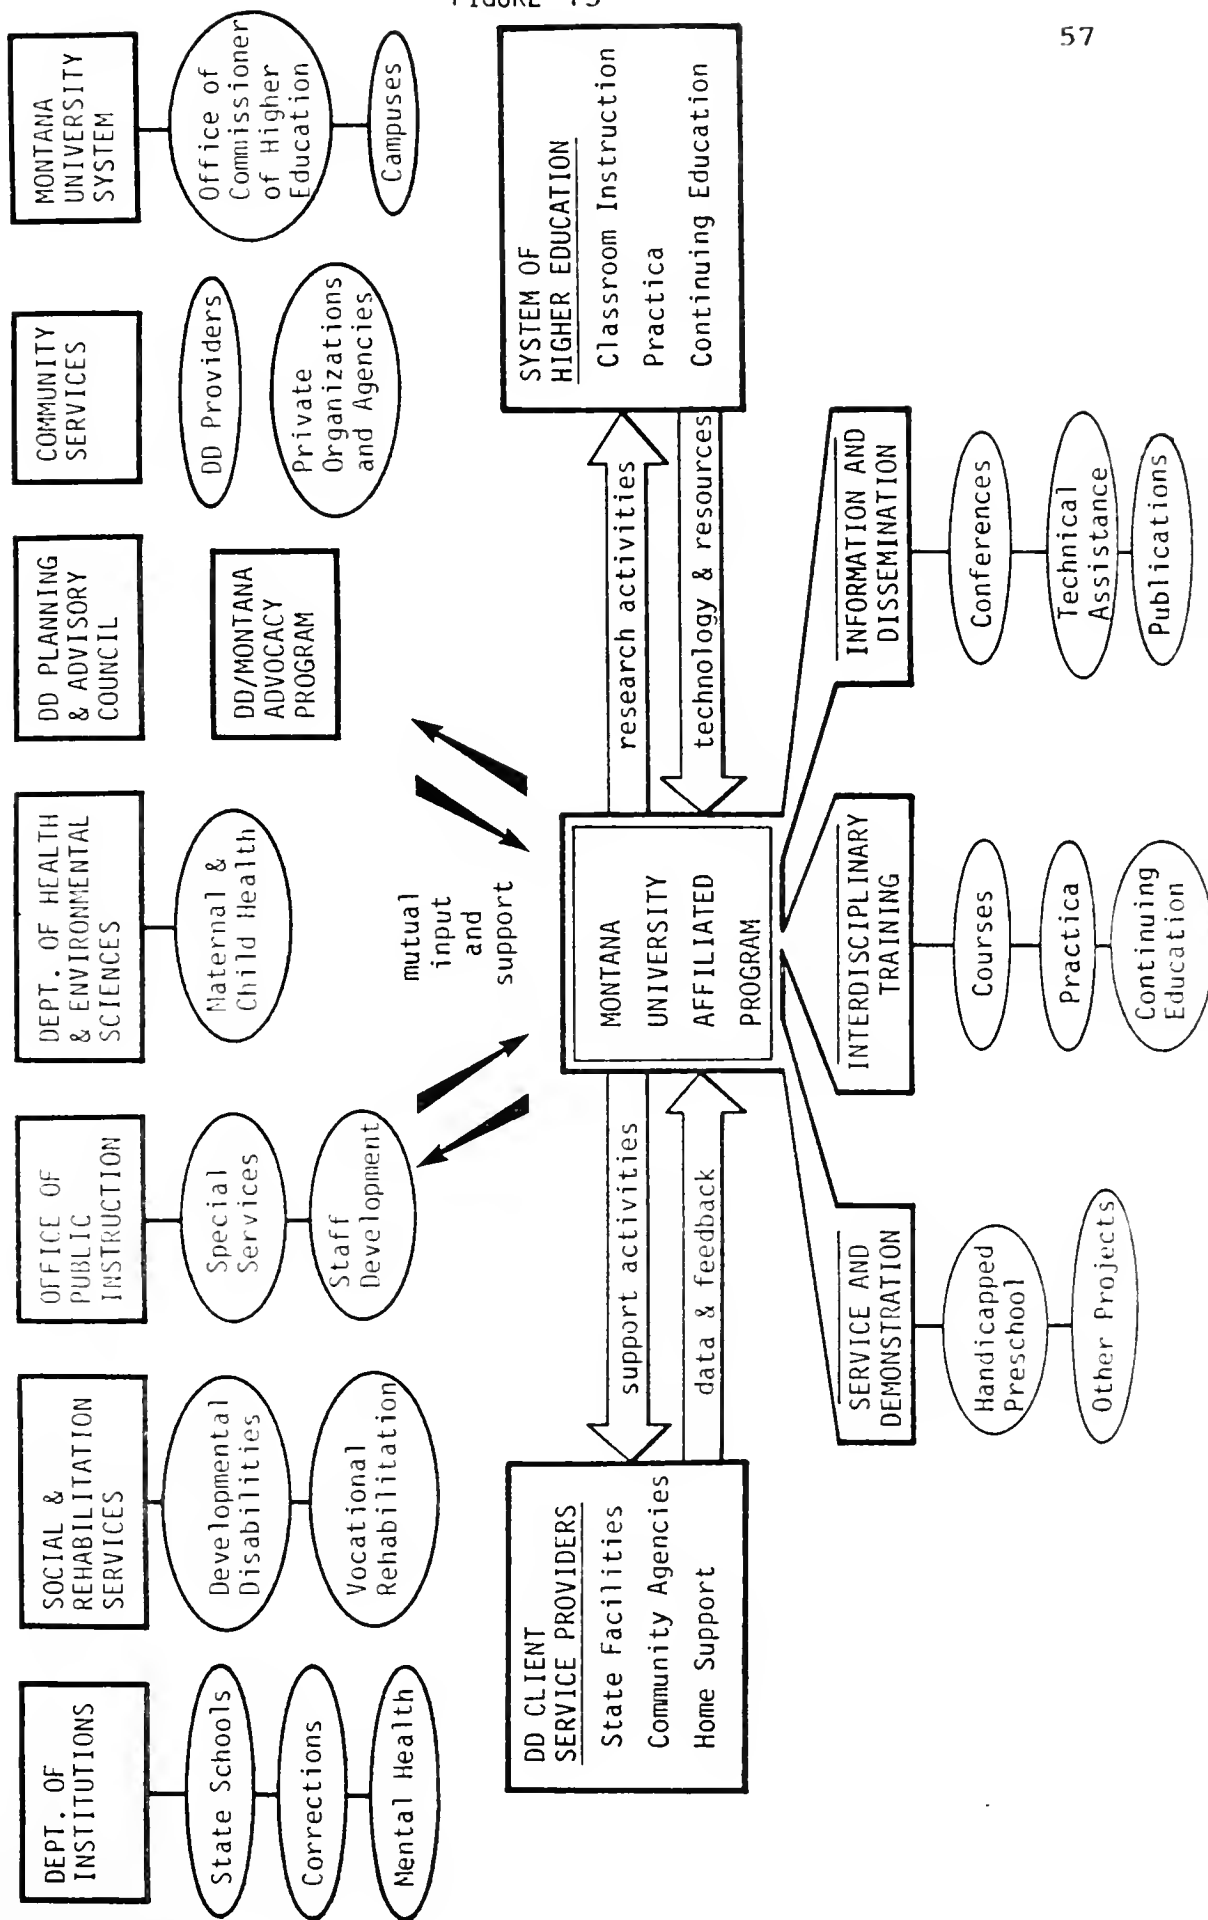 57
DEPT. OF
INSTITUTIONS
State Schools
Corrections
Mental Health
SOCIAL &
REHABILITATION
SERVICES
Developmental
Disabilities
Vocational
Rehabilitation
OFFICE OF
PUBLIC
INSTRUCTION
Special
Services
Staff
Development
DEPT. OF HEALTH
& ENVIRONMENTAL
SCIENCES
Maternal &
Child Health
DD PLANNING
& ADVISORY
COUNCIL
DD/MONTANA
ADVOCACY
PROGRAM
COMMUNITY
SERVICES
DD Providers
Private
Organizations
and Agencies
MONTANA
UNIVERSITY
SYSTEM
Office of
Commissioner
of Higher
Education
Campuses
mutual
input
and
support
DD CLIENT
SERVICE PROVIDERS
State Facilities
Community Agencies
Home Support
support activities
data & feedback
MONTANA
UNIVERSITY
AFFILIATED
PROGRAM
research activities
technology & resources
SYSTEM OF
HIGHER EDUCATION
Classroom Instruction
Practica
Continuing Education
SERVICE AND
DEMONSTRATION
Handicapped
Preschool
Other Projects
INTERDISCIPLINARY
TRAINING
Courses
Practica
Continuing
Education
INFORMATION AND
DISSEMINATION
Conferences
Technical
Assistance
Publications